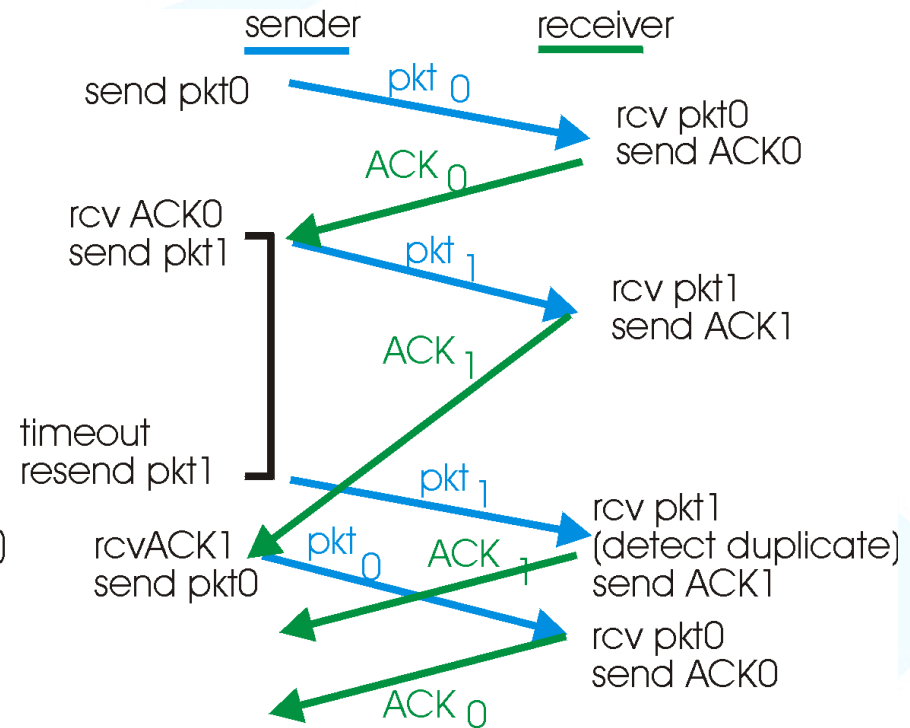 sender
receiver
send pkt0
pkt 0
rcv pkt0
send ACK0
ACK 0
rcv ACK0
send pkt1
pkt 1
rcv pkt1
send ACK1
ACK 1
timeout
resend pkt1
pkt 1
rcv pkt1
(detect duplicate)
send ACK1
rcvACK1
send pkt0
pkt 0
ACK 1
rcv pkt0
send ACK0
ACK 0